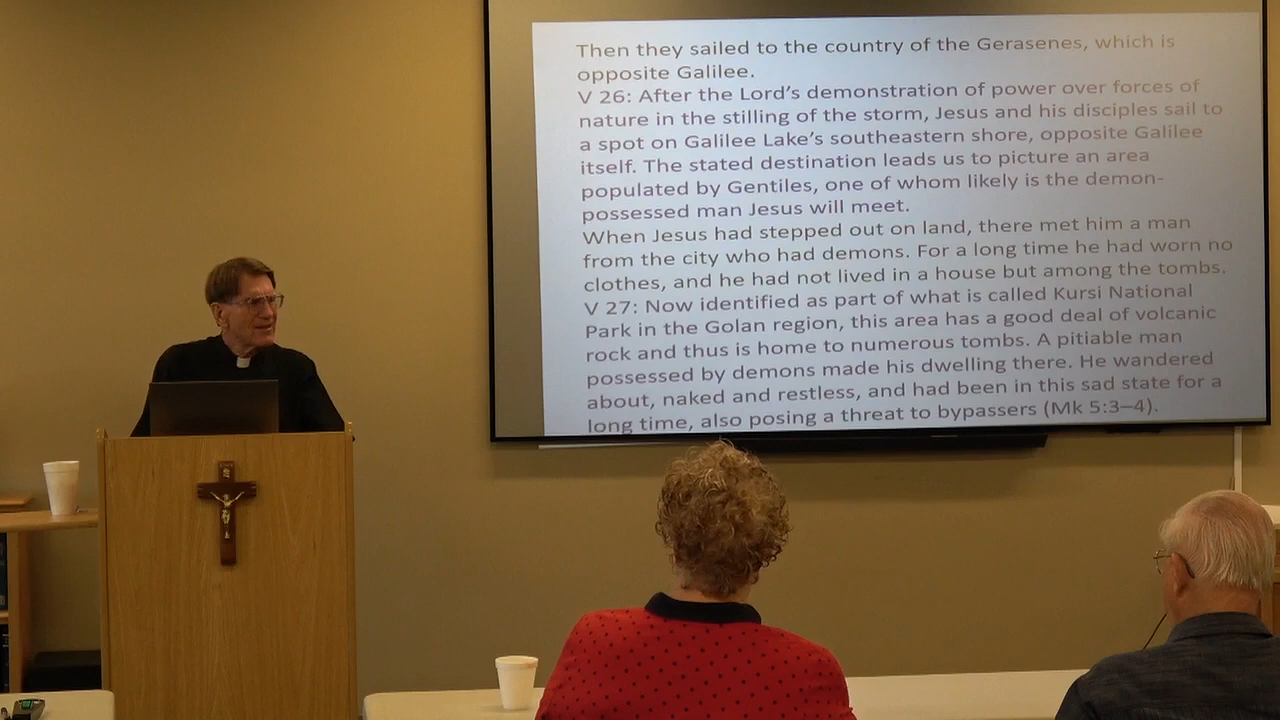 Then they sailed to the country of the Gerasenes, which is
opposite Galilee.
V 26: After the Lord's demonstration of power over forces of
nature in the stilling of the storm, Jesus and his disciples sail to
a spot on Galilee Lake's southeastern shore, opposite Galilee
itself. The stated destination leads us to picture an area
populated by Gentiles, one of whom likely is the demon-
possessed man Jesus will meet.
When Jesus had stepped out on land, there met him a man
from the city who had demons. For a long time he had worn no
clothes, and he had not lived in a house but among the tombs.
V 27: Now identified as part of what is called Kursi National
Park in the Golan region, this area has a good deal of volcanic
rock and thus is home to numerous tombs. A pitiable man
possessed by demons made his dwelling there. He wandered
about, naked and restless, and had been in this sad state for a
long time, also posing a threat to bypassers (Mk 5:3–4).